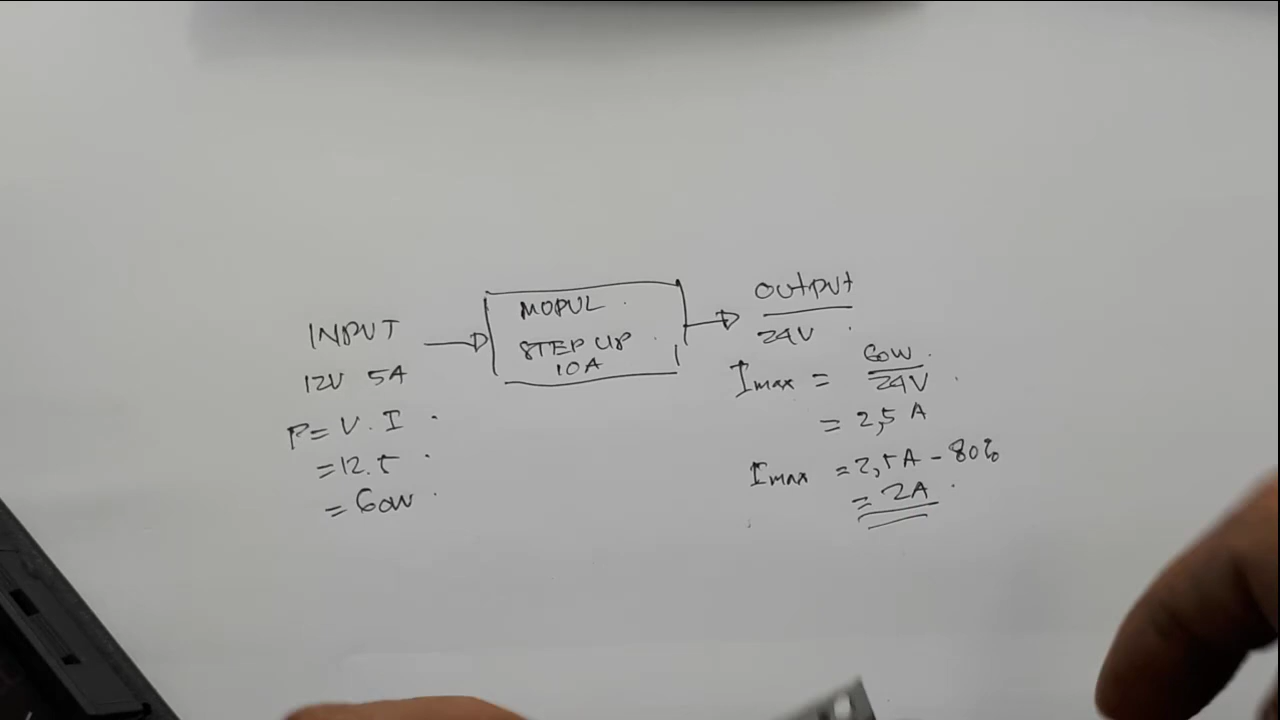 INPUT
12V 5A
P = V . I
= 12 . 5
= 60W
MODUL
STEP UP
10A
OUTPUT
24V
Imax = 60W / 24V
= 2,5 A
Imax = 2,5A - 80%
= 2A